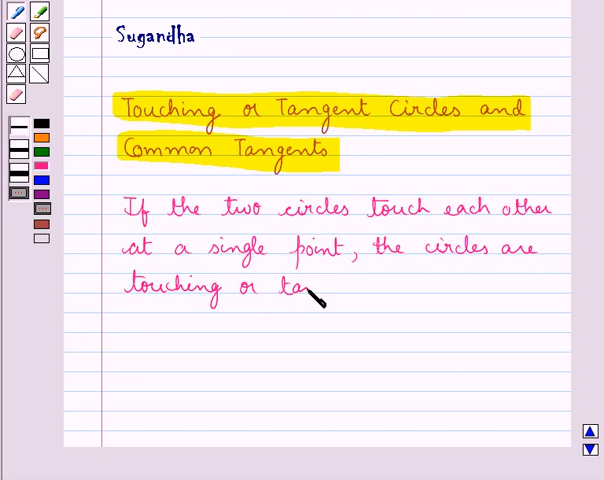 Sugandha
Touching or Tangent Circles and
Common Tangents
If the two circles touch each other
at a single point, the circles are
touching or tan